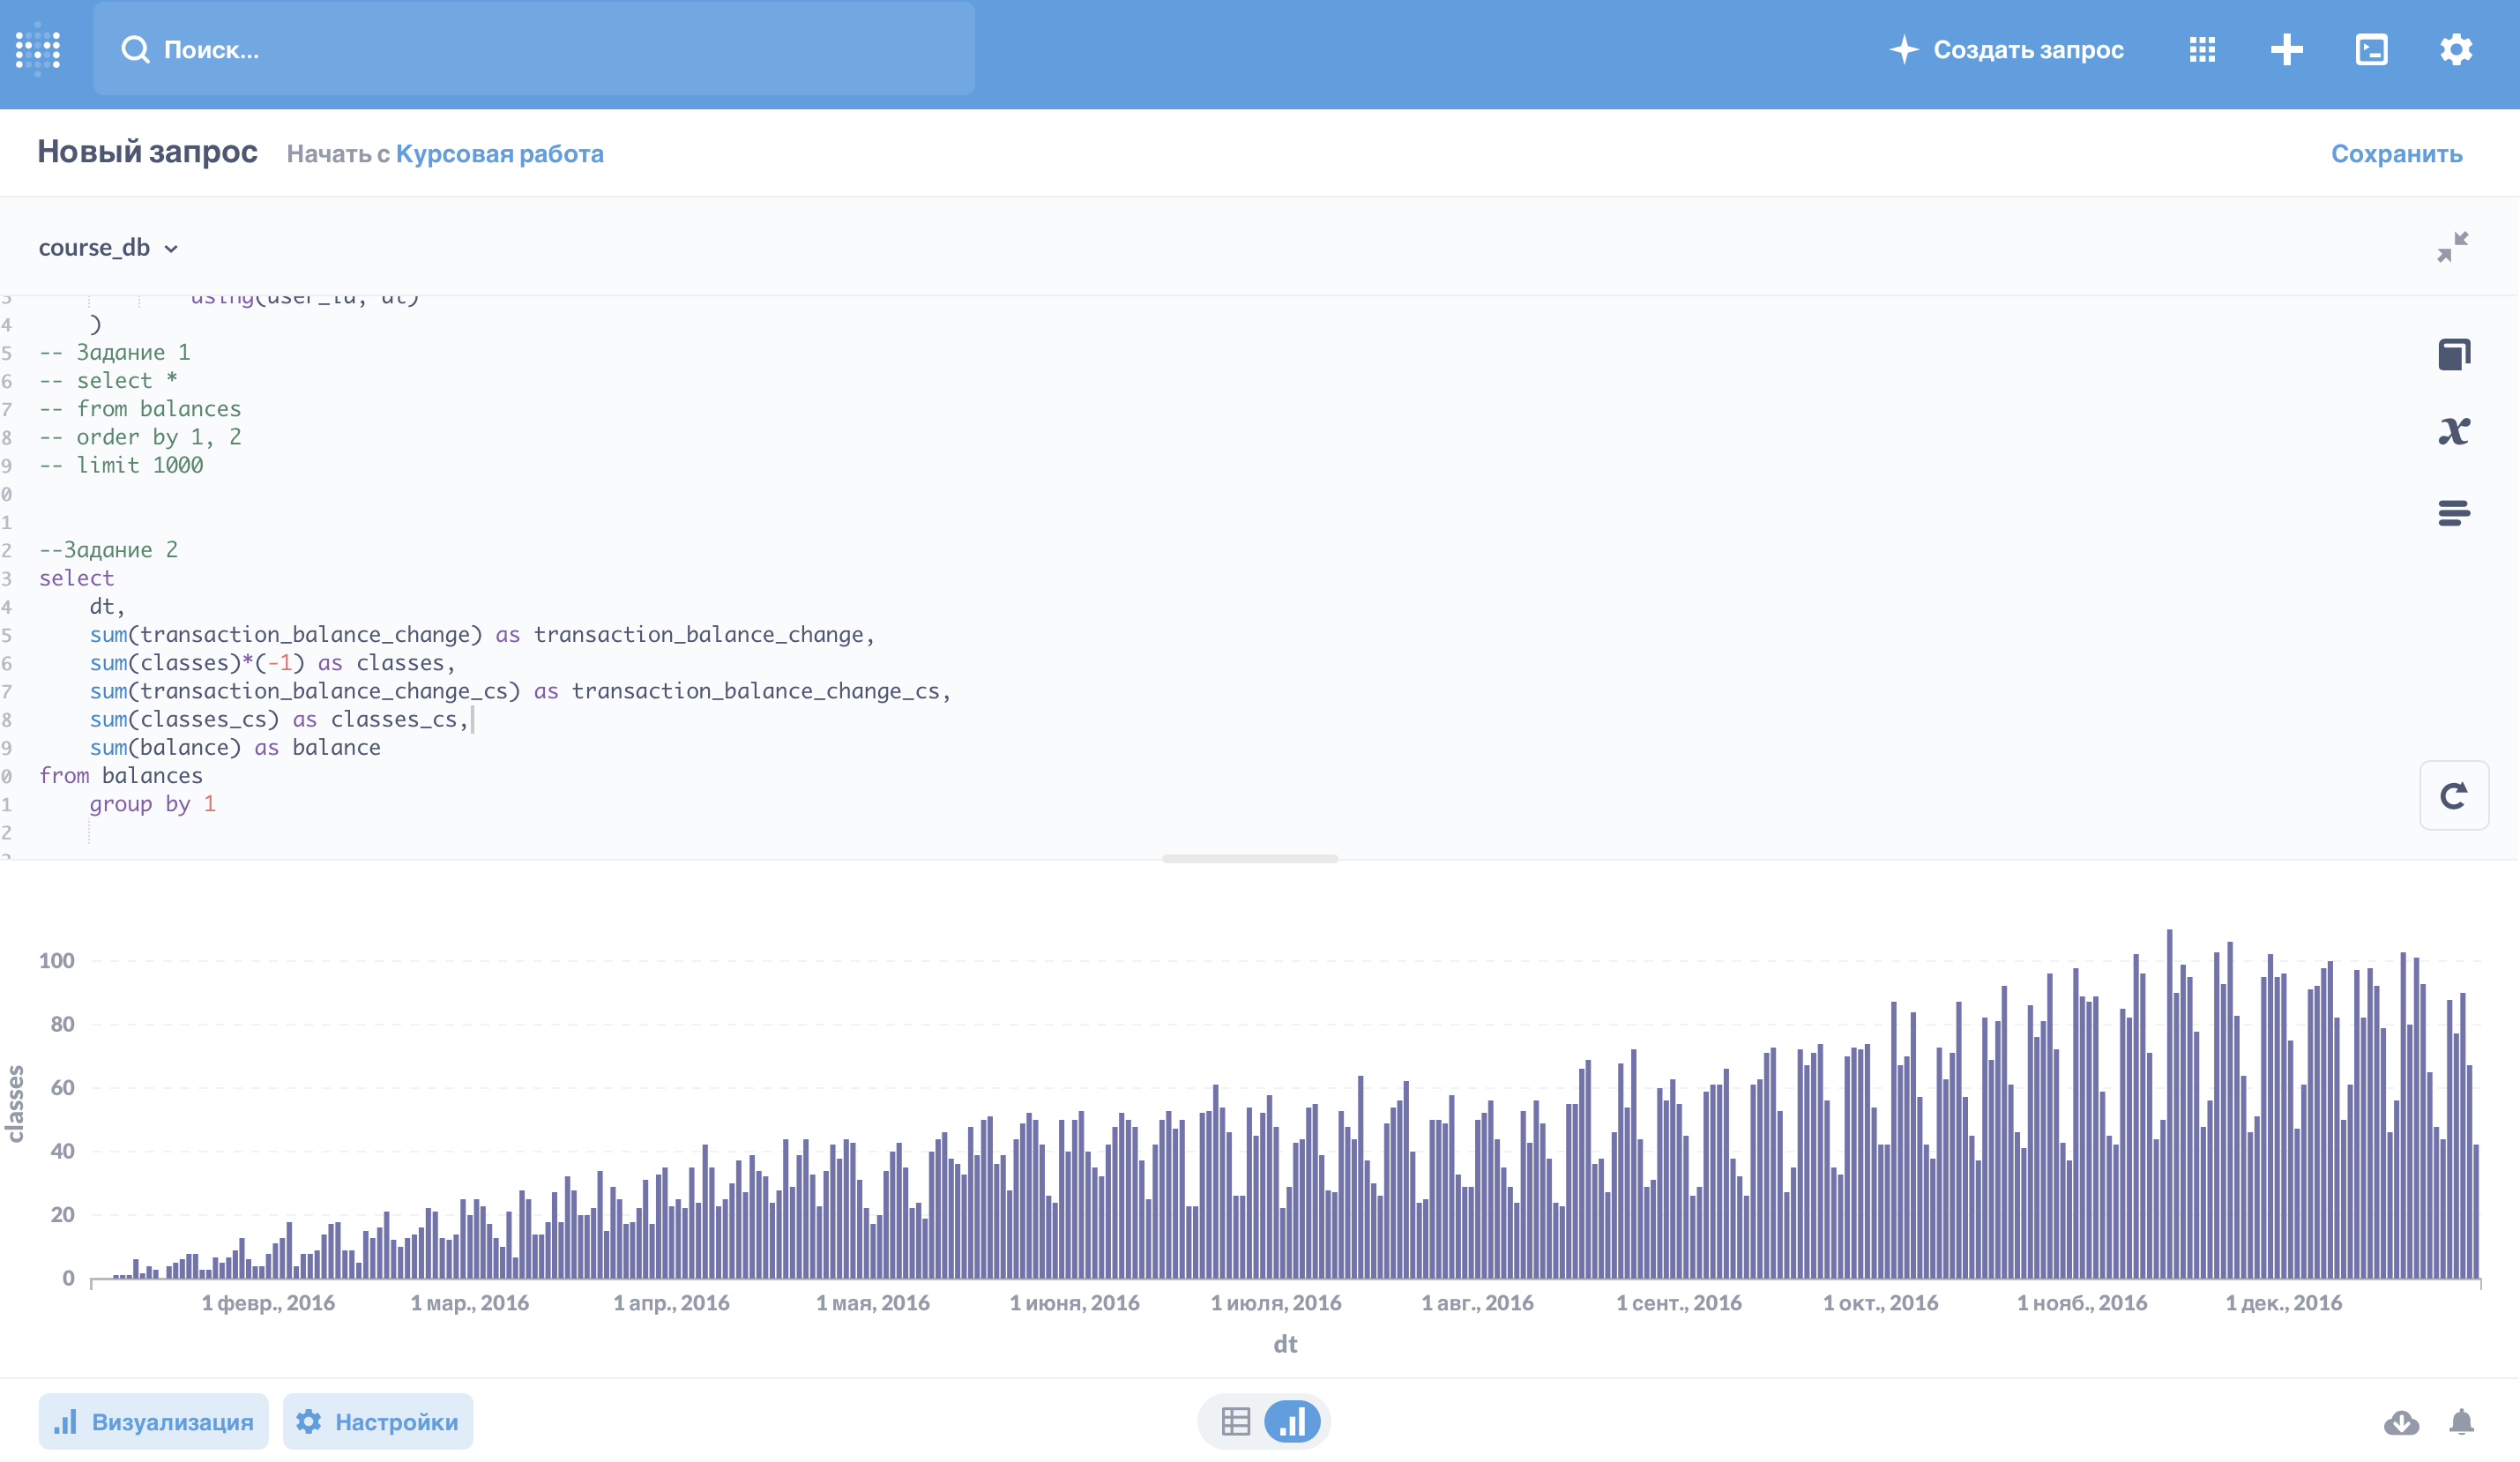 Поиск...
Создать запрос
Новый запрос Начать с Курсовая работа
Сохранить
course_db
using(user_id, dt)
4 )
5 -- Задание 1
6 -- select *
7 -- from balances
8 -- order by 1, 2
9 -- limit 1000
0
1
2 --Задание 2
3 select
4 dt,
5 sum(transaction_balance_change) as transaction_balance_change,
6 sum(classes)*(-1) as classes,
7 sum(transaction_balance_change_cs) as transaction_balance_change_cs,
8 sum(classes_cs) as classes_cs,
9 sum(balance) as balance
0 from balances
1 group by 1
2
100
80
60
40
20
0
classes
1 февр., 2016 1 мар., 2016 1 апр., 2016 1 мая, 2016 1 июня, 2016 1 июля, 2016 1 авг., 2016 1 сент., 2016 1 окт., 2016 1 нояб., 2016 1 дек., 2016
dt
Визуализация
Настройки